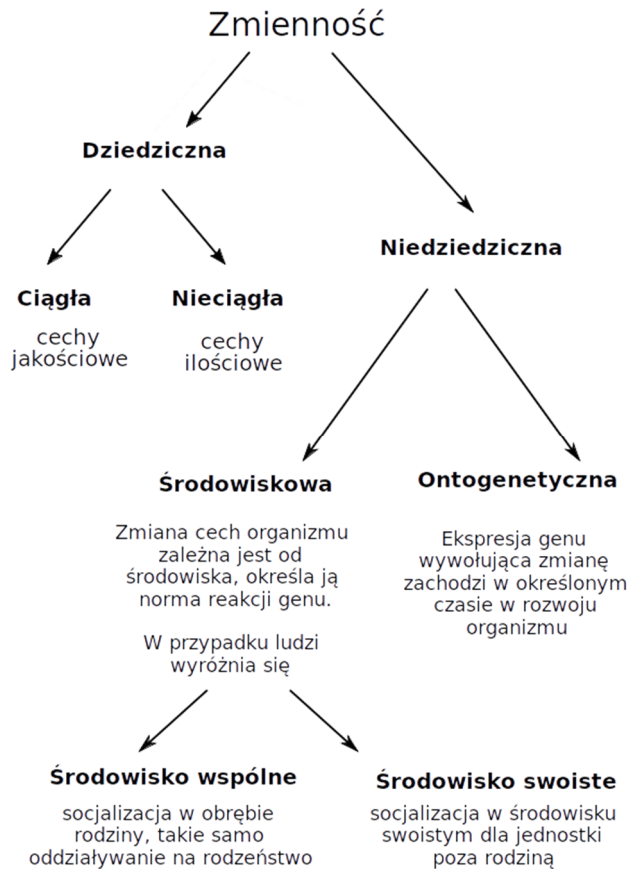 Zmienność
Dziedziczna
Niedziedziczna
Ciągła
cechy
jakościowe
Nieciągła
cechy
ilościowe
Środowiskowa
Zmiana cech organizmu
zależna jest od
środowiska, określa ją
norma reakcji genu.
W przypadku ludzi
wyróżnia się
Ontogenetyczna
Ekspresja genu
wywołująca zmianę
zachodzi w określonym
czasie w rozwoju
organizmu
Środowisko wspólne
socjalizacja w obrębie
rodziny, takie samo
oddziaływanie na rodzeństwo
Środowisko swoiste
socjalizacja w środowisku
swoistym dla jednostki
poza rodziną